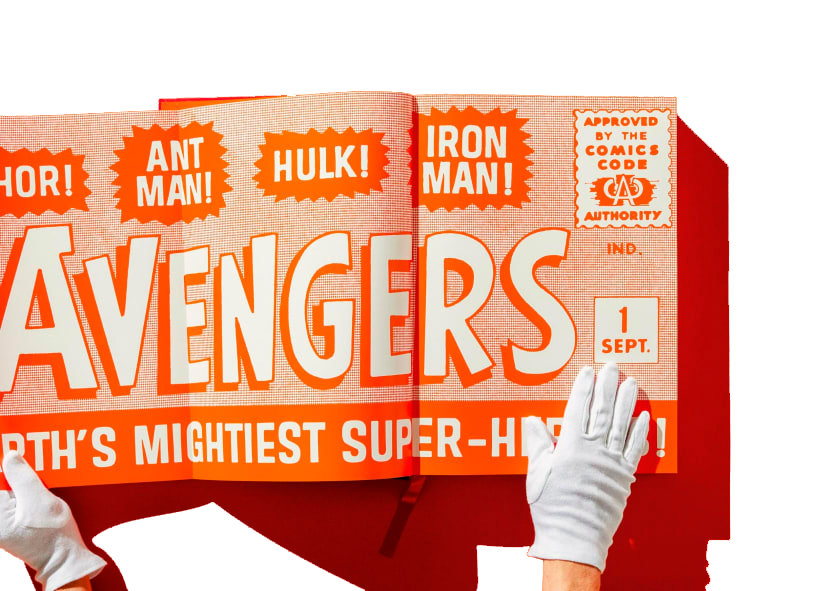 HOR!
ANT
MAN!
HULK!
IRON
MAN!
APPROVED
BY THE
COMICS
CODE
CA
AUTHORITY
IND.
AVENGERS
1
SEPT.
RTH'S MIGHTIEST SUPER-HE S!